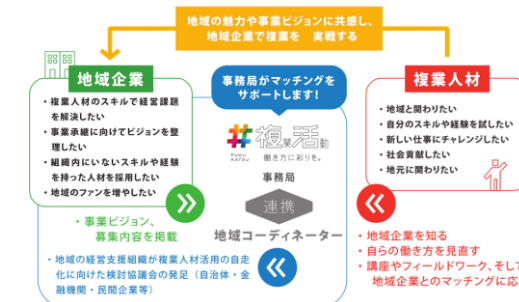 地域の魅力や事業ビジョンに共感し、
地域企業で複業を 実戦する
地域企業
・複業人材のスキルで経営課題
を解決したい
・事業承継に向けてビジョンを整
理したい
・組織内にいないスキルや経験
を持った人材を採用したい
・地域のファンを増やしたい
・事業ビジョン、
募集内容を掲載
事務局がマッチングを
サポートします！
#複業活動
FUKU
KATSU
働き方に彩りを。
事務局
連携
地域コーディネーター
・地域の経営支援組織が複業人材活用の自走
化に向けた検討協議会の発足（自治体・金
融機関・民間企業等）
複業人材
・地域と関わりたい
・自分のスキルや経験を試したい
・新しい仕事にチャレンジしたい
・社会貢献したい
・地元に関わりたい
・地域企業を知る
・自らの働き方を見直す
・講座やフィールドワーク、そして
地域企業とのマッチングに応